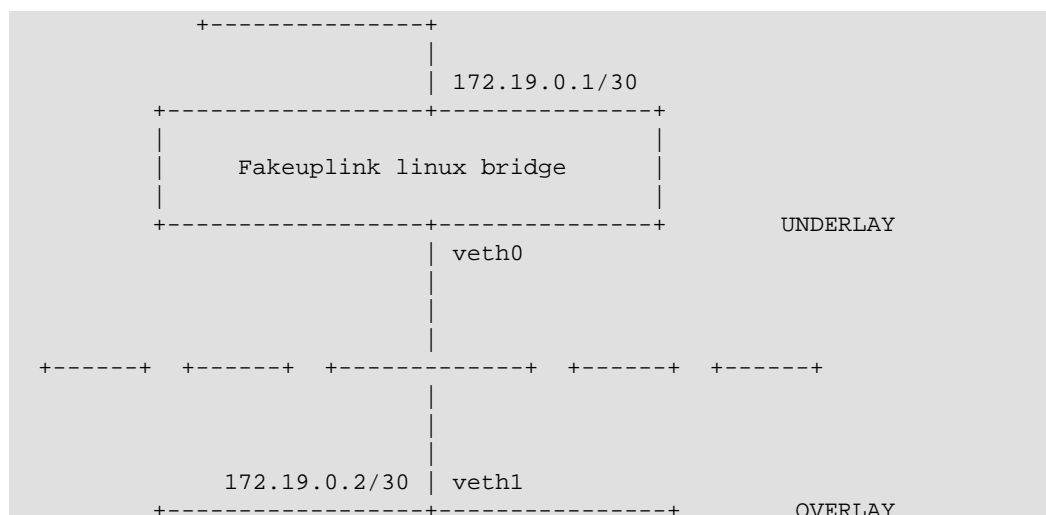 172.19.0.1/30
Fakeuplink linux bridge
UNDERLAY
veth0
172.19.0.2/30 | veth1
OVERLAY